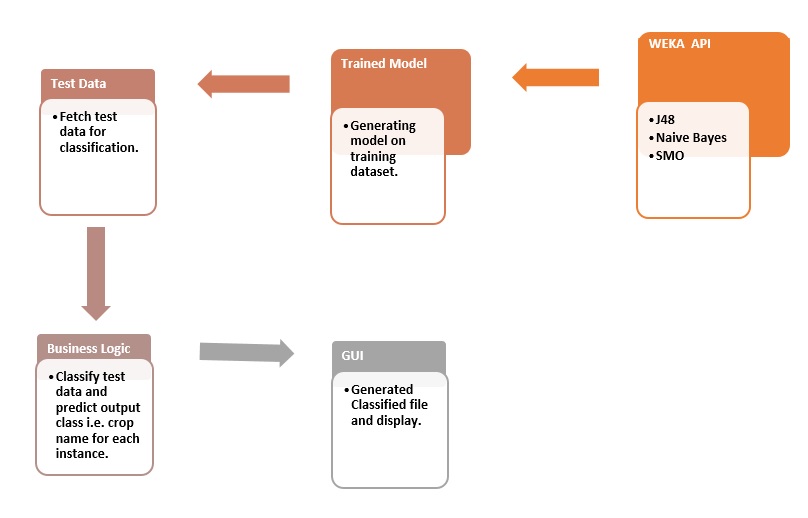 WEKA  API
• J48
• Naive Bayes
• SMO
Trained Model
• Generating
model on
training
dataset.
Test Data
• Fetch test
data for
classification.
Business Logic
• Classify test
data and
predict output
class i.e. crop
name for each
instance.
GUI
• Generated
Classified file
and display.